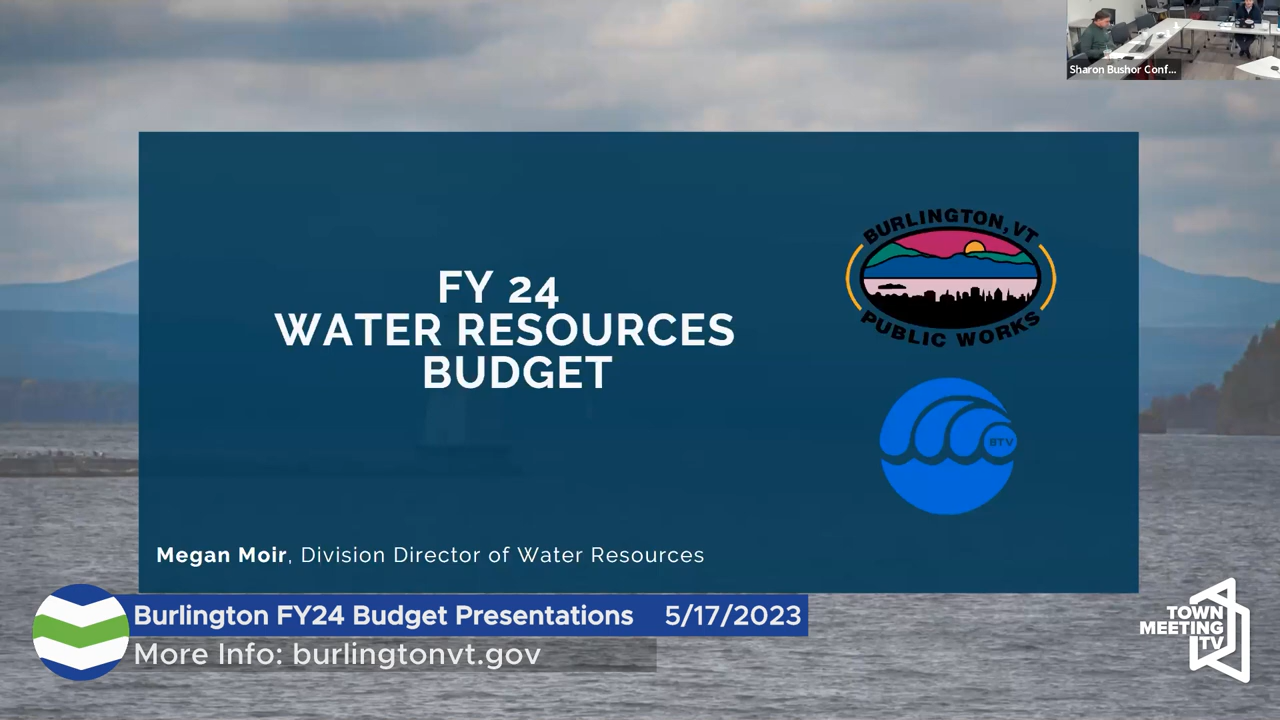 Sharon Bushor Conf...
BURLINGTON, VT
PUBLIC WORKS
FY 24
WATER RESOURCES
BUDGET
BTV
Megan Moir, Division Director of Water Resources
Burlington FY24 Budget Presentations 5/17/2023
More Info: burlingtonvt.gov
TOWN
MEETING
TV